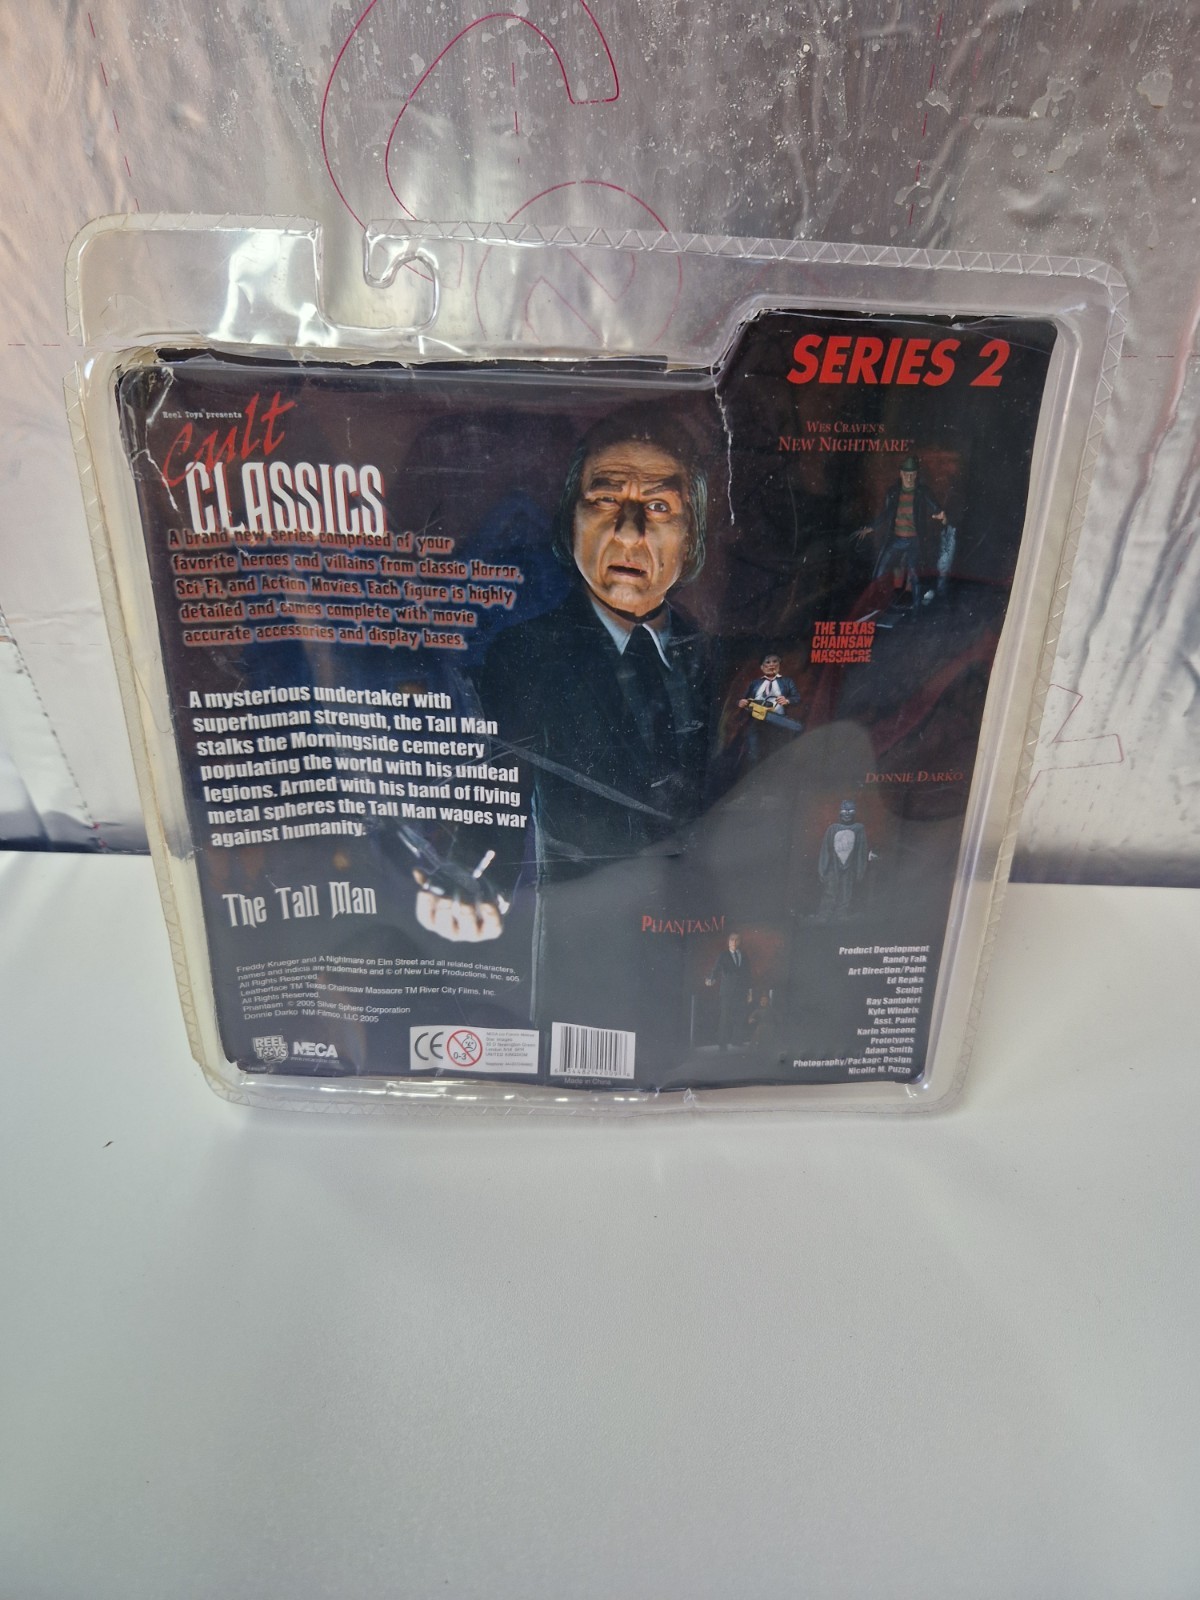 Reel Toys presents
Cult
CLASSICS
A brand new series comprised of your
favorite heroes and villains from classic Horror,
Sci Fi, and Action Movies. Each figure is highly
detailed and comes complete with movie
accurate accessories and display bases.
A mysterious undertaker with
superhuman strength, the Tall Man
stalks the Morningside cemetery
populating the world with his undead
legions. Armed with his band of flying
metal spheres the Tall Man wages war
against humanity.
The Tall Man
Freddy Krueger and A Nightmare on Elm Street and all related characters,
names and indicia are trademarks and © of New Line Productions, Inc. s05.
All Rights Reserved.
Leatherface TM Texas Chainsaw Massacre TM River City Films, Inc.
All Rights Reserved.
Phantasm © 2005 Silver Sphere Corporation
Donnie Darko NM Filmco, LLC 2005
REEL
TOYS
NECA
CE
0-3
UNITED KINGDOM
Made in China
SERIES 2
WES CRAVEN'S
NEW NIGHTMARE
THE TEXAS
CHAINSAW
MASSACRE
DONNIE DARKO
PHANTASM
Product Development
Randy Falk
Art Direction/Paint
Ed Repka
Sculpt
Ray Santoleri
Kyle Windrix
Asst. Paint
Karin Simeone
Prototypes
Adam Smith
Photography/Package Design
Nicolle M. Puzzo